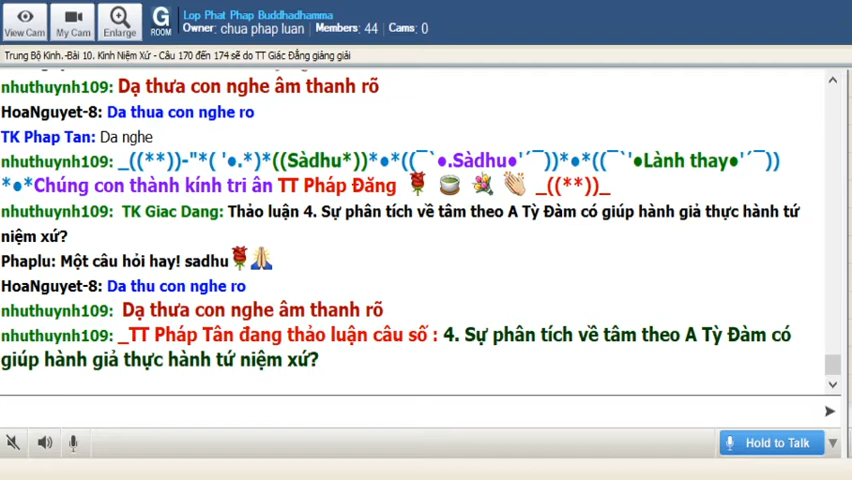 Lop Phat Phap Buddhadhamma
Owner: chua phap luan : Members: 44 : Cams: 0
View Cam My Cam Enlarge G ROOM
Trung Bộ Kinh.-Bài 10. Kinh Niệm Xứ - Câu 170 đến 174 sẽ do TT Giác Đẳng giảng giải
nhuthuynh109: Dạ thưa con nghe âm thanh rõ
HoaNguyet-8: Da thua con nghe ro
TK Phap Tan: Da nghe
nhuthuynh109: _((**))-"*( '●.*)*((Sàdhu*))*●*((¯`●.Sàdhu●'´¯))*●*((¯`'●Lành thay●'´¯))
*●*Chúng con thành kính tri ân TT Pháp Đăng 🌹 🍵 💐 👏 _((**))_
nhuthuynh109: TK Giac Dang: Thảo luận 4. Sự phân tích về tâm theo A Tỳ Đàm có giúp hành giả thực hành tứ
niệm xứ?
Phaplu: Một câu hỏi hay! sadhu🌹🙏
HoaNguyet-8: Da thu con nghe ro
nhuthuynh109: Dạ thưa con nghe âm thanh rõ
nhuthuynh109: _TT Pháp Tân đang thảo luận câu số : 4. Sự phân tích về tâm theo A Tỳ Đàm có
giúp hành giả thực hành tứ niệm xứ?
Hold to Talk